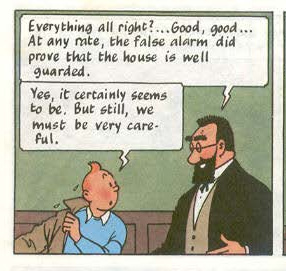 Everything all right?...Good, good...
At any rate, the false alarm did
prove that the house is well
guarded.
Yes, it certainly seems
to be. But still, we
must be very care-
ful.